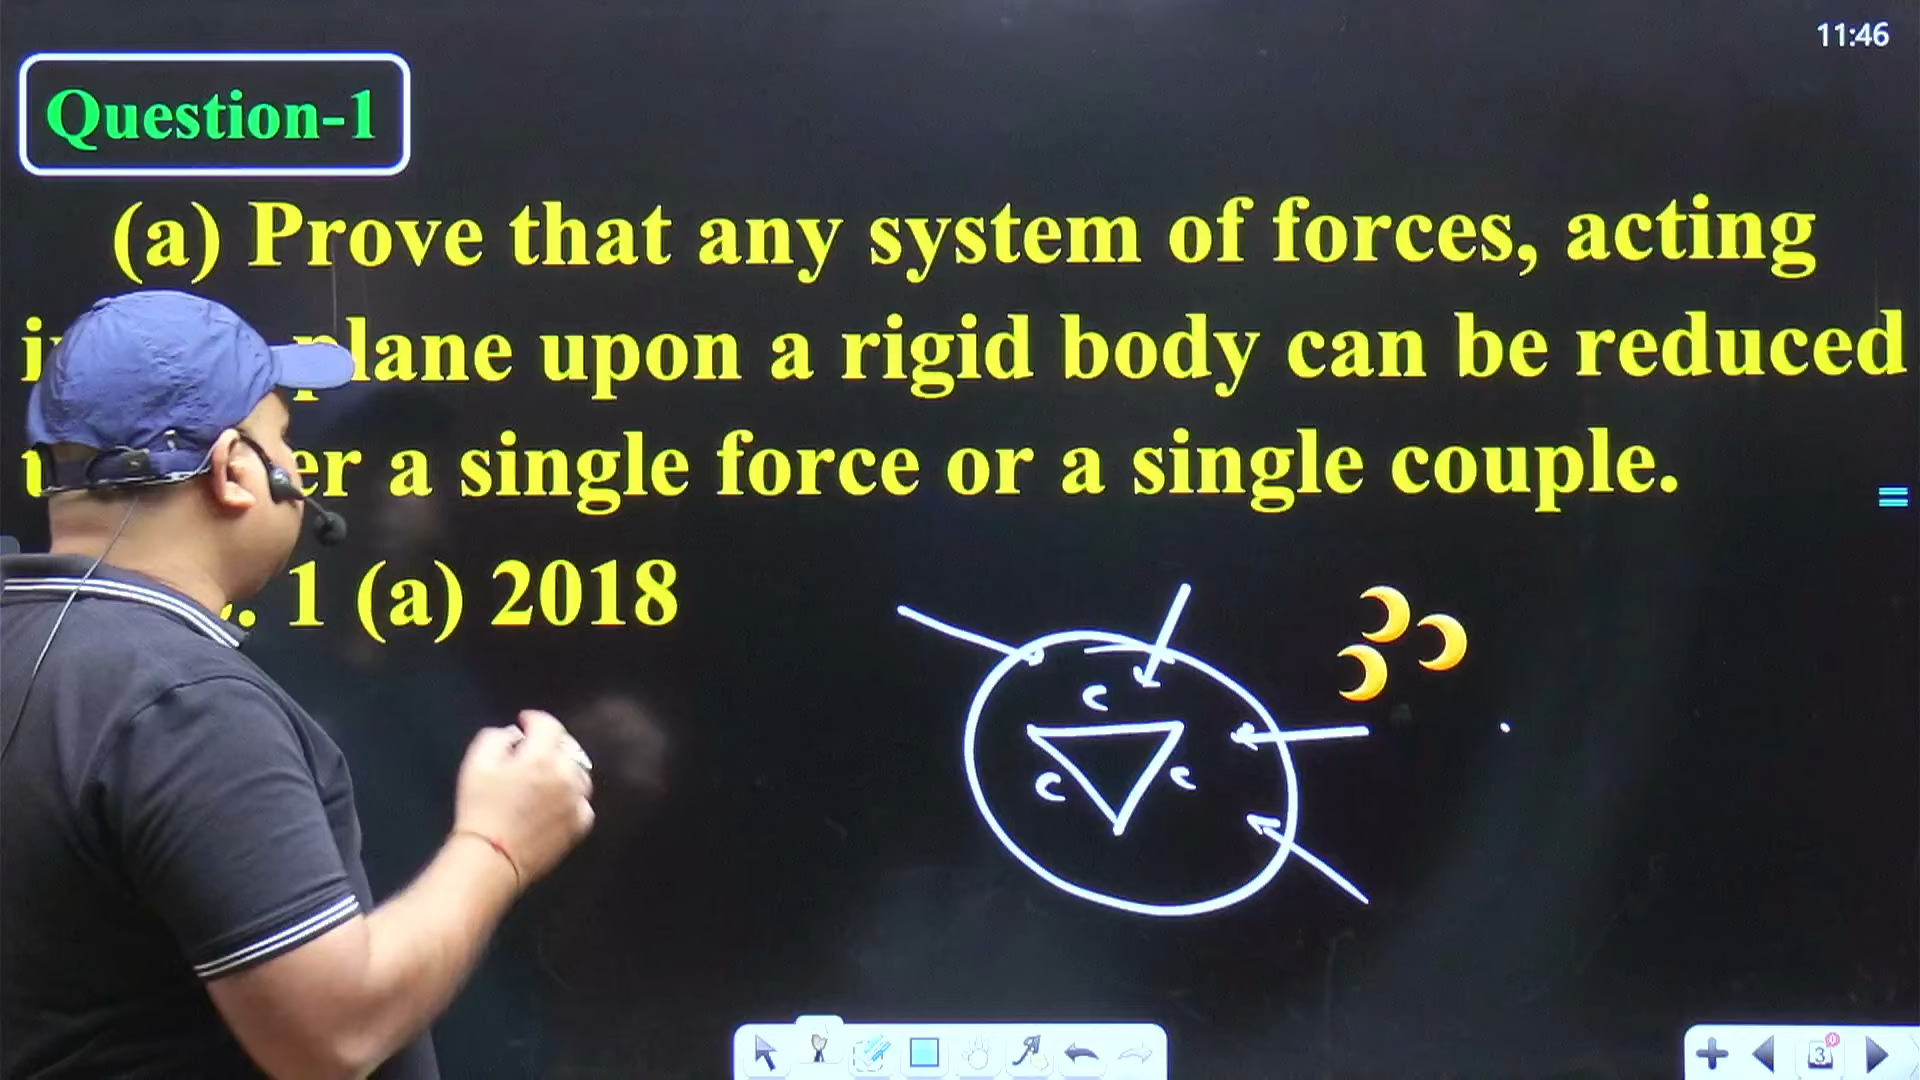 11:46
Question-1
(a) Prove that any system of forces, acting
plane upon a rigid body can be reduced
a single force or a single couple.
1 (a) 2018
c
c
c
3